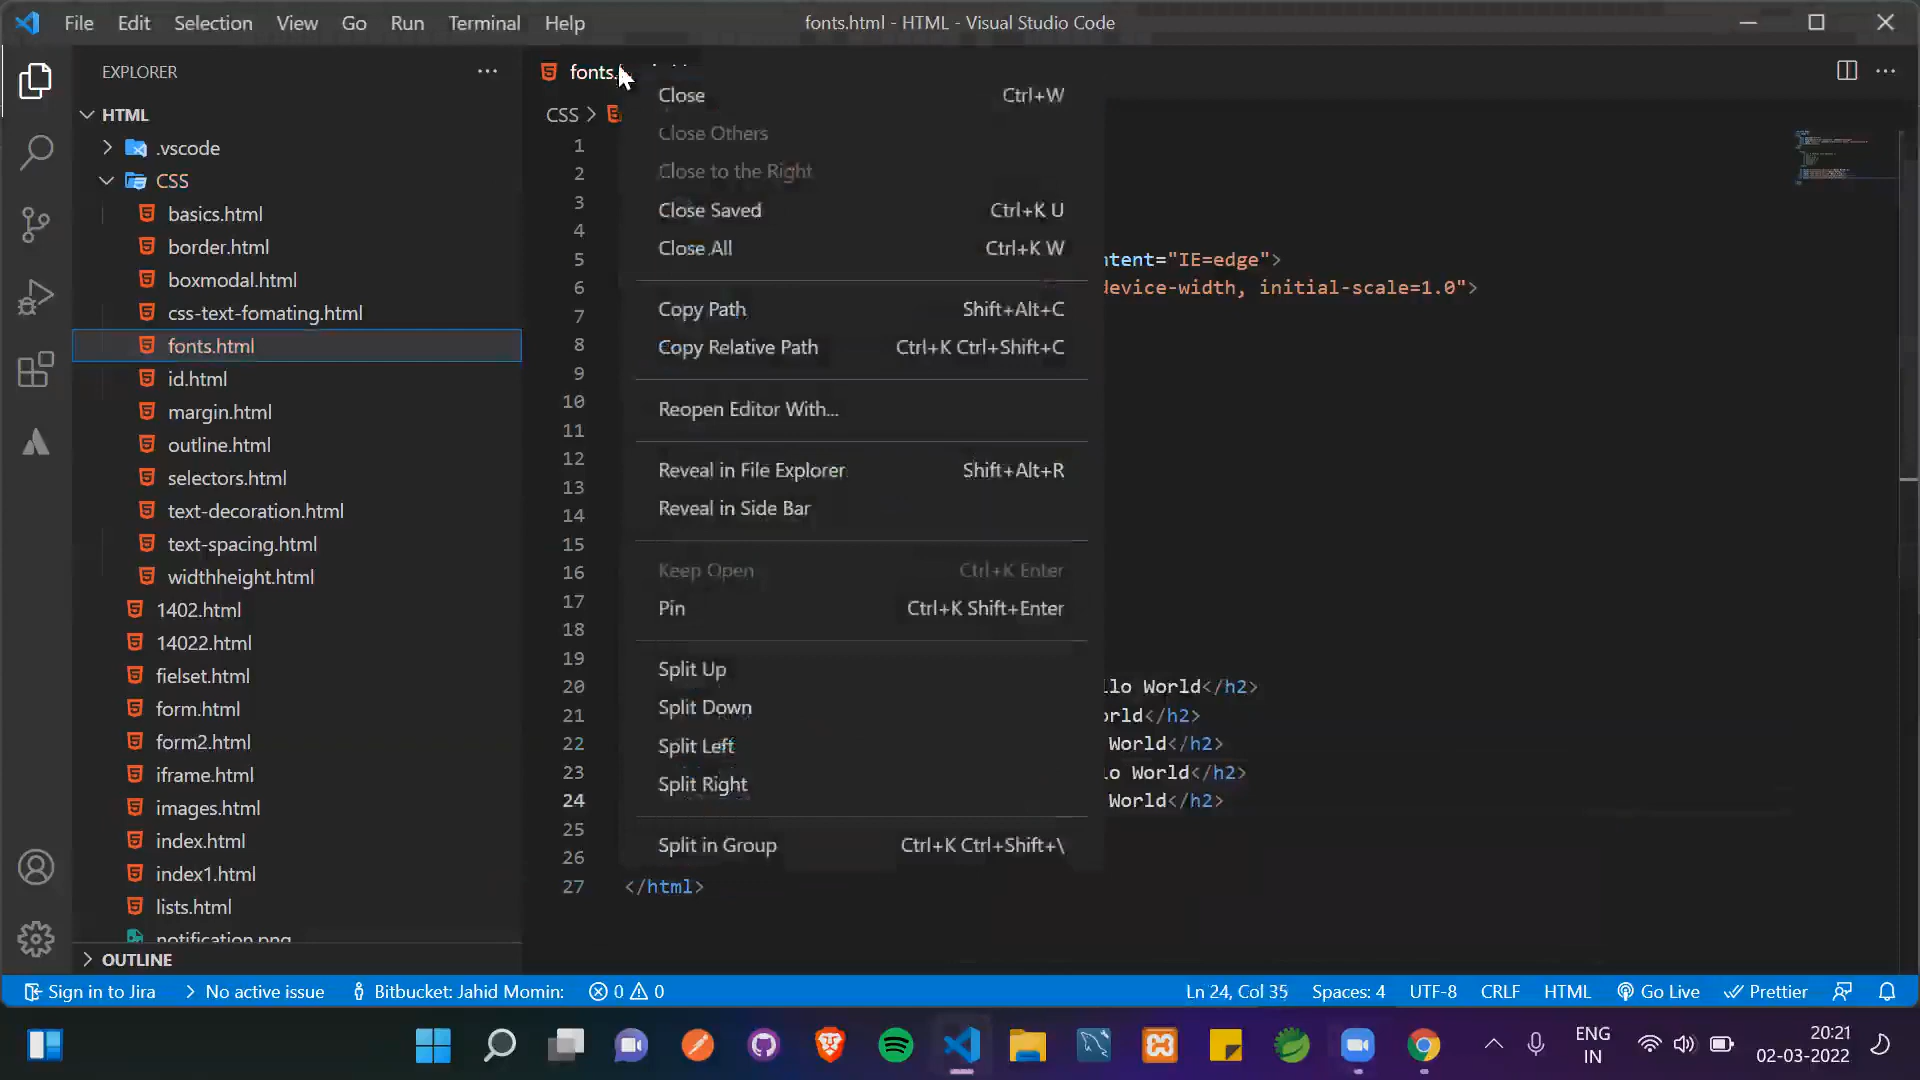 File Edit Selection View Go Run Terminal Help
fonts.html - HTML - Visual Studio Code
EXPLORER
HTML
.vscode
CSS
basics.html
border.html
boxmodal.html
css-text-fomating.html
fonts.html
id.html
margin.html
outline.html
selectors.html
text-decoration.html
text-spacing.html
widthheight.html
1402.html
14022.html
fielset.html
form.html
form2.html
iframe.html
images.html
index.html
index1.html
lists.html
notification.png
OUTLINE
fonts.
CSS >
Close Ctrl+W
Close Others
Close to the Right
Close Saved Ctrl+K U
Close All Ctrl+K W
Copy Path Shift+Alt+C
Copy Relative Path Ctrl+K Ctrl+Shift+C
Reopen Editor With...
Reveal in File Explorer Shift+Alt+R
Reveal in Side Bar
Keep Open Ctrl+K Enter
Pin Ctrl+K Shift+Enter
Split Up
Split Down
Split Left
Split Right
Split in Group Ctrl+K Ctrl+Shift+\
1
2
3
4
5 ntent="IE=edge">
6 device-width, initial-scale=1.0">
7
8
9
10
11
12
13
14
15
16
17
18
19
20 llo World</h2>
21 orld</h2>
22 World</h2>
23 lo World</h2>
24 World</h2>
25
26
27 </html>
Sign in to Jira No active issue Bitbucket: Jahid Momin: 0 0
Ln 24, Col 35 Spaces: 4 UTF-8 CRLF HTML Go Live Prettier
ENG
IN
20:21
02-03-2022